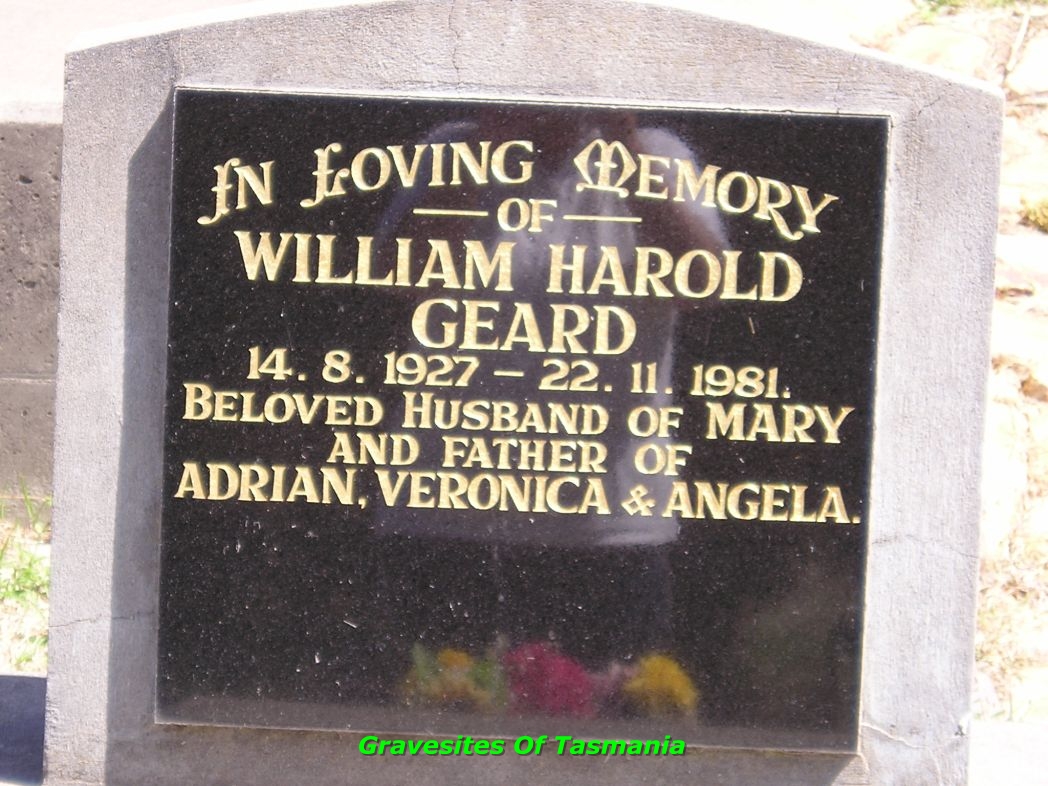 In Loving Memory
— OF —
WILLIAM HAROLD
GEARD
14. 8. 1927 – 22. 11. 1981.
BELOVED HUSBAND OF MARY
AND FATHER OF
ADRIAN, VERONICA & ANGELA.
Gravesites Of Tasmania